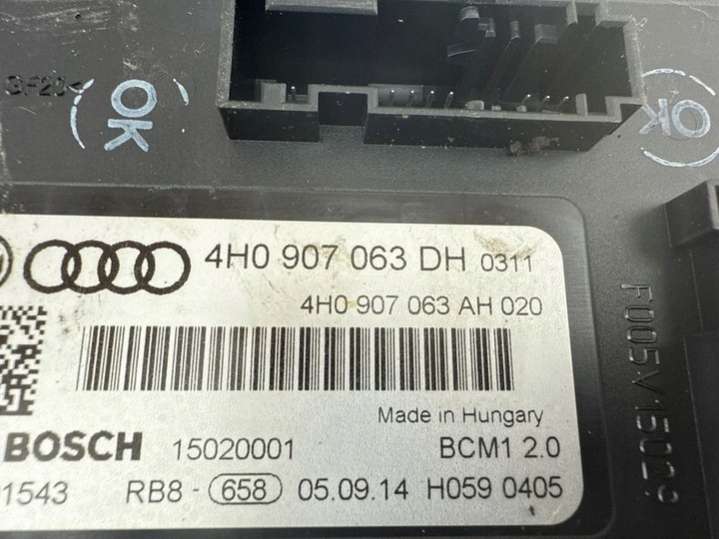 OK
OK
4H0 907 063 DH 0311
4H0 907 063 AH 020
Made in Hungary
BOSCH 15020001 BCM1 2.0
1543 RB8 - 658 05.09.14 H059 0405
F005V15029